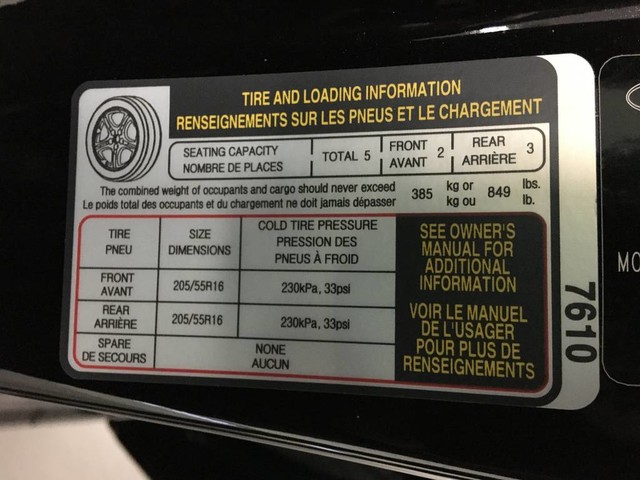 TIRE AND LOADING INFORMATION
RENSEIGNEMENTS SUR LES PNEUS ET LE CHARGEMENT
SEATING CAPACITY
NOMBRE DE PLACES
TOTAL 5
FRONT
AVANT 2
REAR
ARRIÈRE 3
The combined weight of occupants and cargo should never exceed 385 kg or 849 lbs.
Le poids total des occupants et du chargement ne doit jamais dépasser kg ou lb.
TIRE
PNEU
SIZE
DIMENSIONS
COLD TIRE PRESSURE
PRESSION DES
PNEUS À FROID
FRONT
AVANT
205/55R16
230kPa, 33psi
REAR
ARRIÈRE
205/55R16
230kPa, 33psi
SPARE
DE SECOURS
NONE
AUCUN
SEE OWNER'S
MANUAL FOR
ADDITIONAL
INFORMATION
VOIR LE MANUEL
DE L'USAGER
POUR PLUS DE
RENSEIGNEMENTS
7610
MO